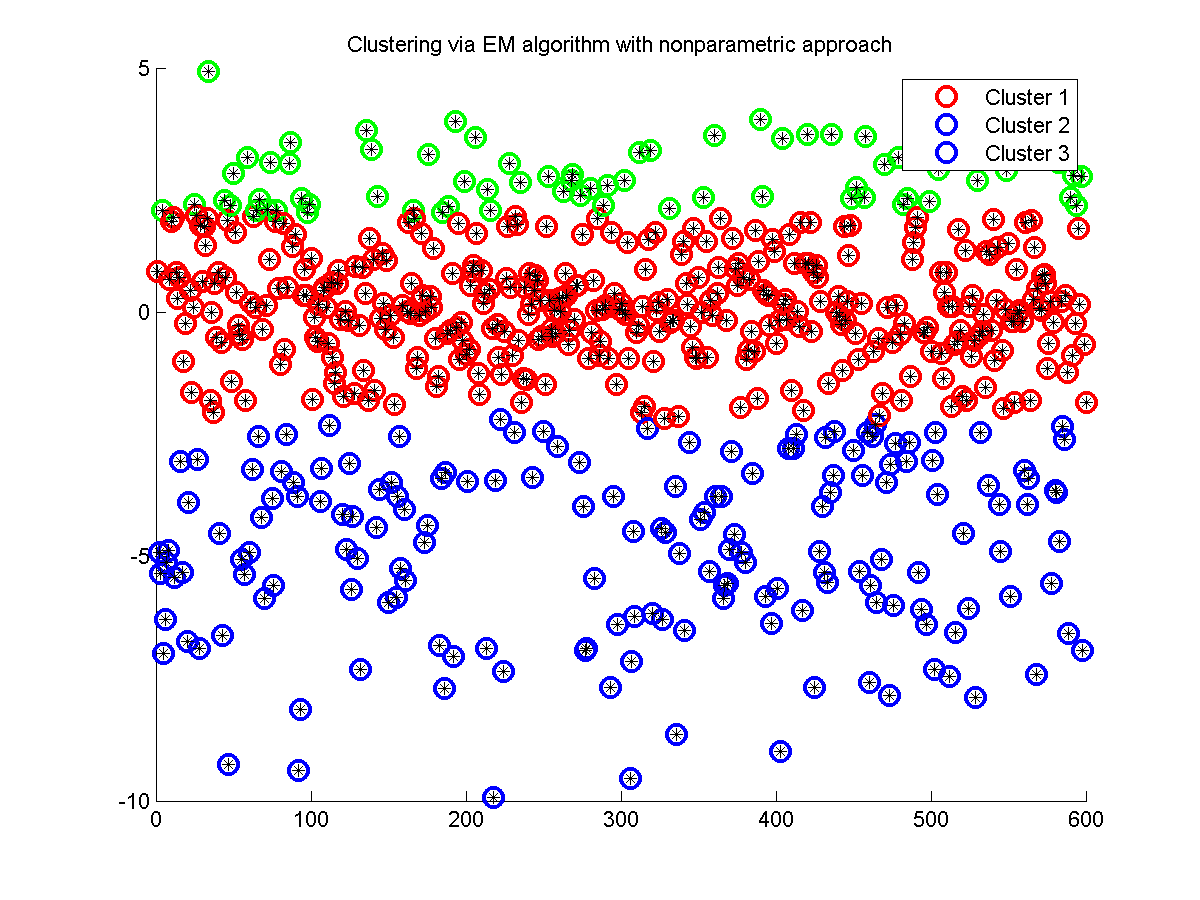 Clustering via EM algorithm with nonparametric approach
5
Cluster 1
Cluster 2
Cluster 3
0
-5
-10
0 100 200 300 400 500 600